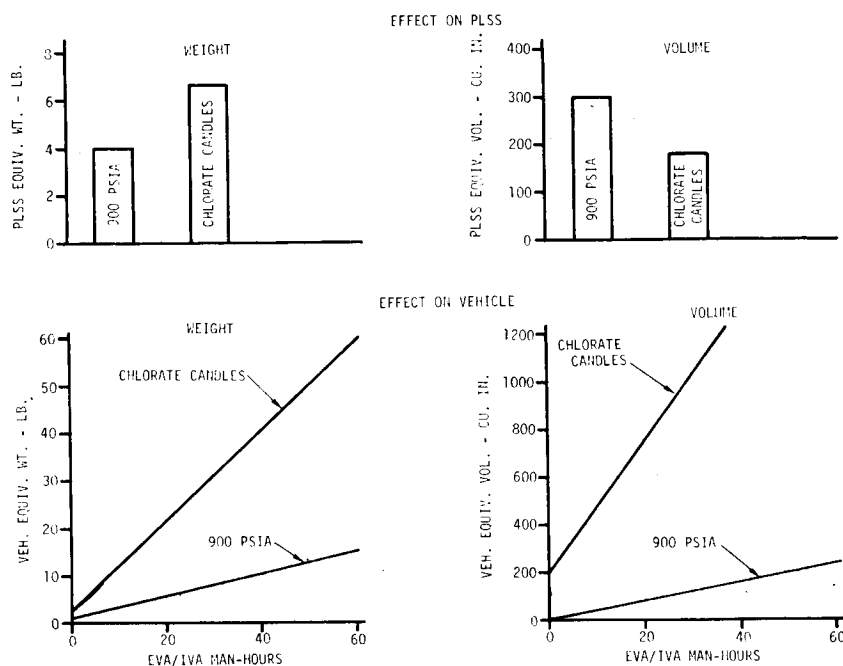 EFFECT ON PLSS
WEIGHT
PLSS EQUIV. WT. - LB.
8
6
4
2
0
900 PSIA
CHLORATE CANDLES
VOLUME
PLSS EQUIV. VOL. - CU. IN.
400
300
200
100
0
900 PSIA
CHLORATE
CANDLES
EFFECT ON VEHICLE
WEIGHT
VEH. EQUIV. WT. - LB.
60
50
40
30
20
10
0
CHLORATE CANDLES
900 PSIA
0 20 40 60
EVA/IVA MAN-HOURS
VOLUME
VEH. EQUIV. VOL. - CU. IN.
1200
1000
800
600
400
200
0
CHLORATE
CANDLES
900 PSIA
0 20 40 60
EVA/IVA MAN-HOURS